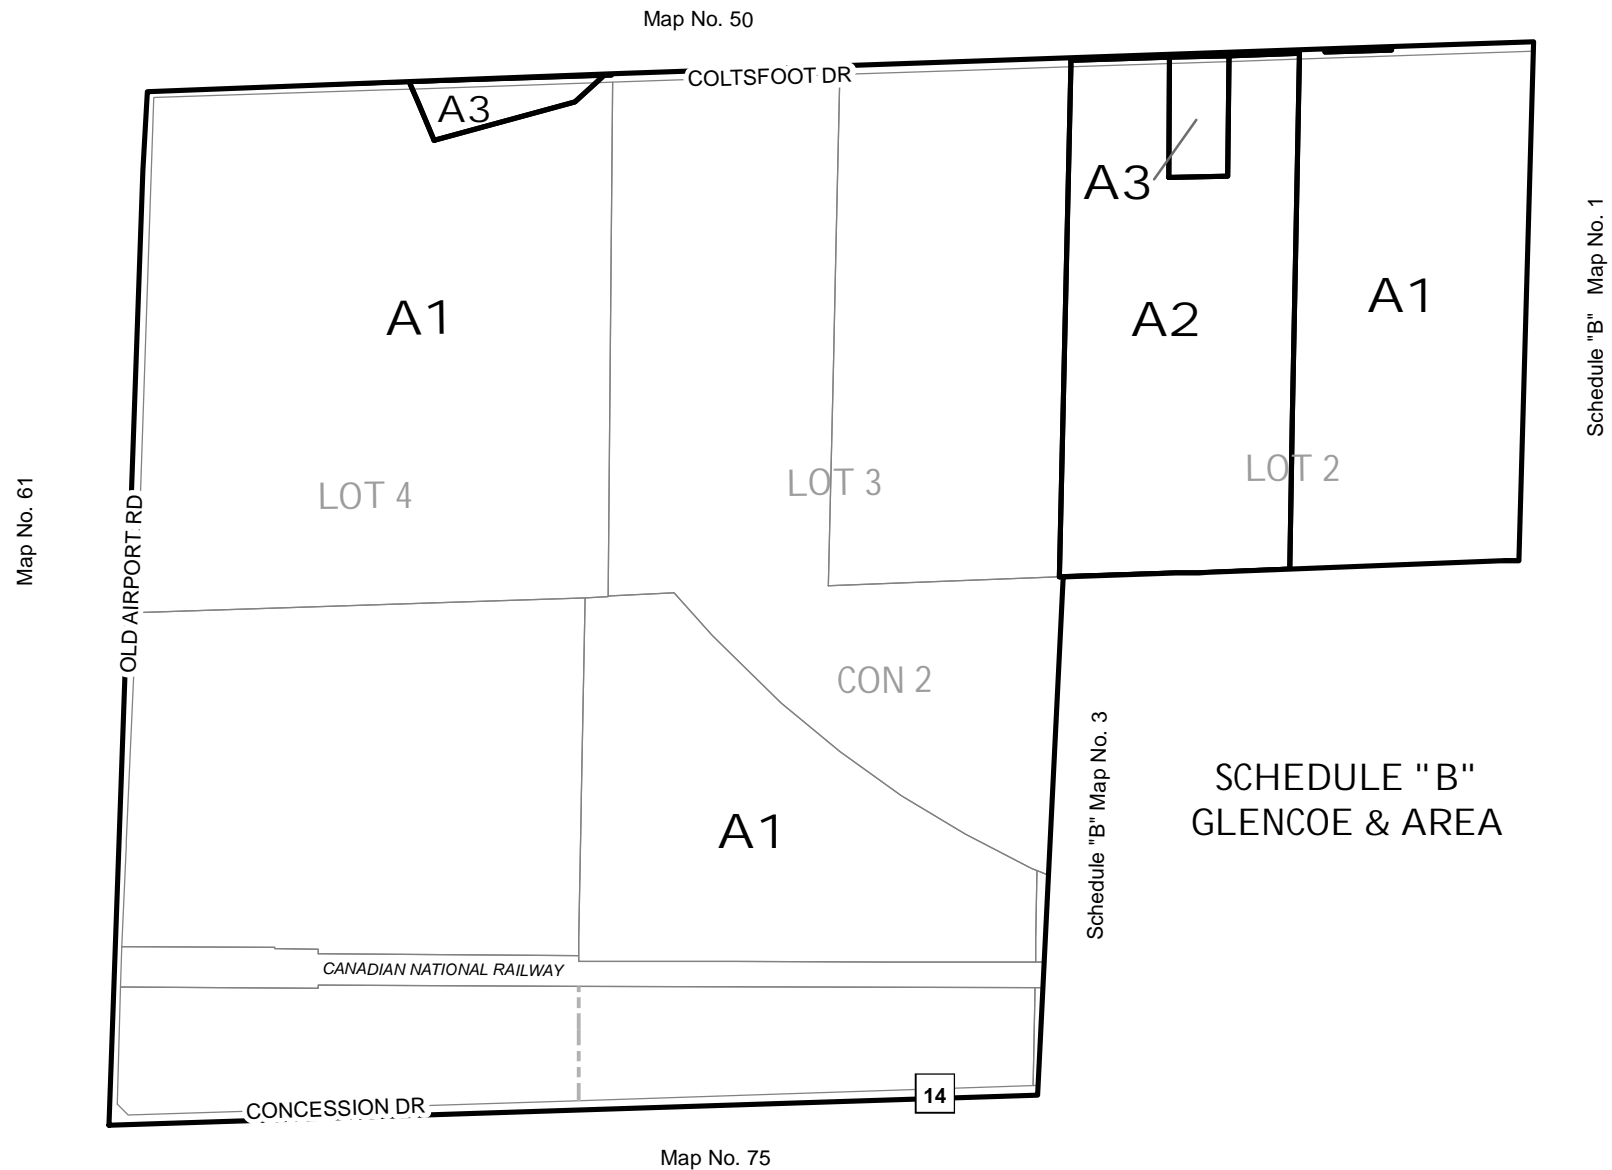 Map No. 50
COLTSFOOT DR
A3
A3
A1
A2
A1
Schedule "B" Map No. 1
LOT 4
LOT 3
LOT 2
Map No. 61
OLD AIRPORT RD
CON 2
A1
Schedule "B" Map No. 3
SCHEDULE "B"
GLENCOE & AREA
CANADIAN NATIONAL RAILWAY
CONCESSION DR
14
Map No. 75